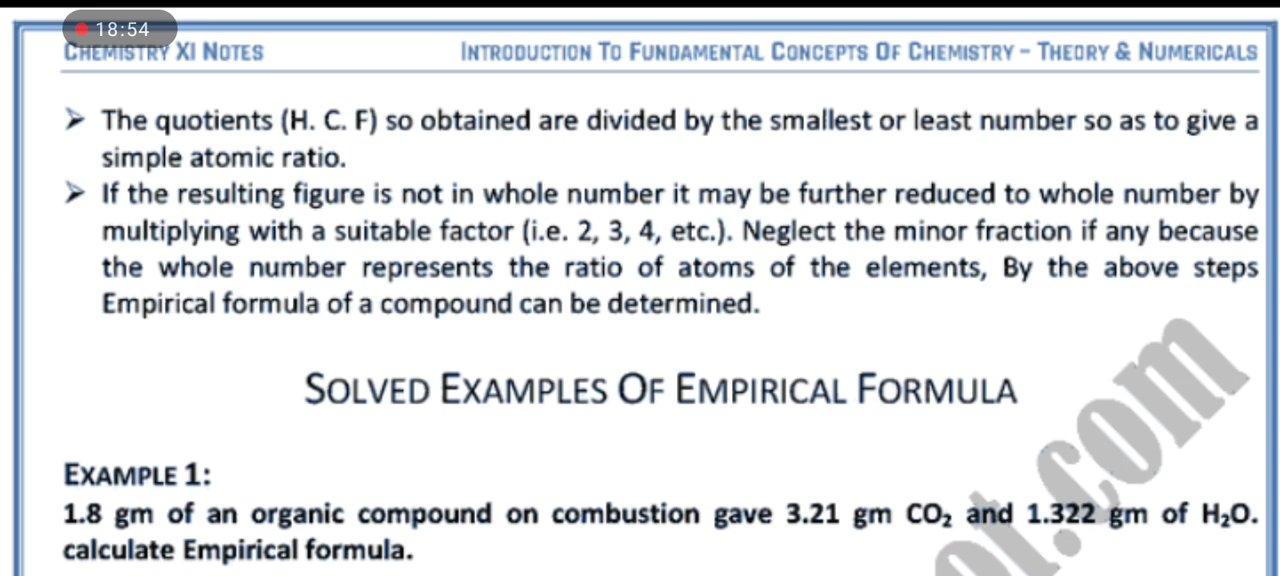 18:54
CHEMISTRY XI NOTES
INTRODUCTION TO FUNDAMENTAL CONCEPTS OF CHEMISTRY – THEORY & NUMERICALS
➢ The quotients (H. C. F) so obtained are divided by the smallest or least number so as to give a
simple atomic ratio.
➢ If the resulting figure is not in whole number it may be further reduced to whole number by
multiplying with a suitable factor (i.e. 2, 3, 4, etc.). Neglect the minor fraction if any because
the whole number represents the ratio of atoms of the elements, By the above steps
Empirical formula of a compound can be determined.
SOLVED EXAMPLES OF EMPIRICAL FORMULA
EXAMPLE 1:
1.8 gm of an organic compound on combustion gave 3.21 gm CO₂ and 1.322 gm of H₂O.
calculate Empirical formula.
ot.com